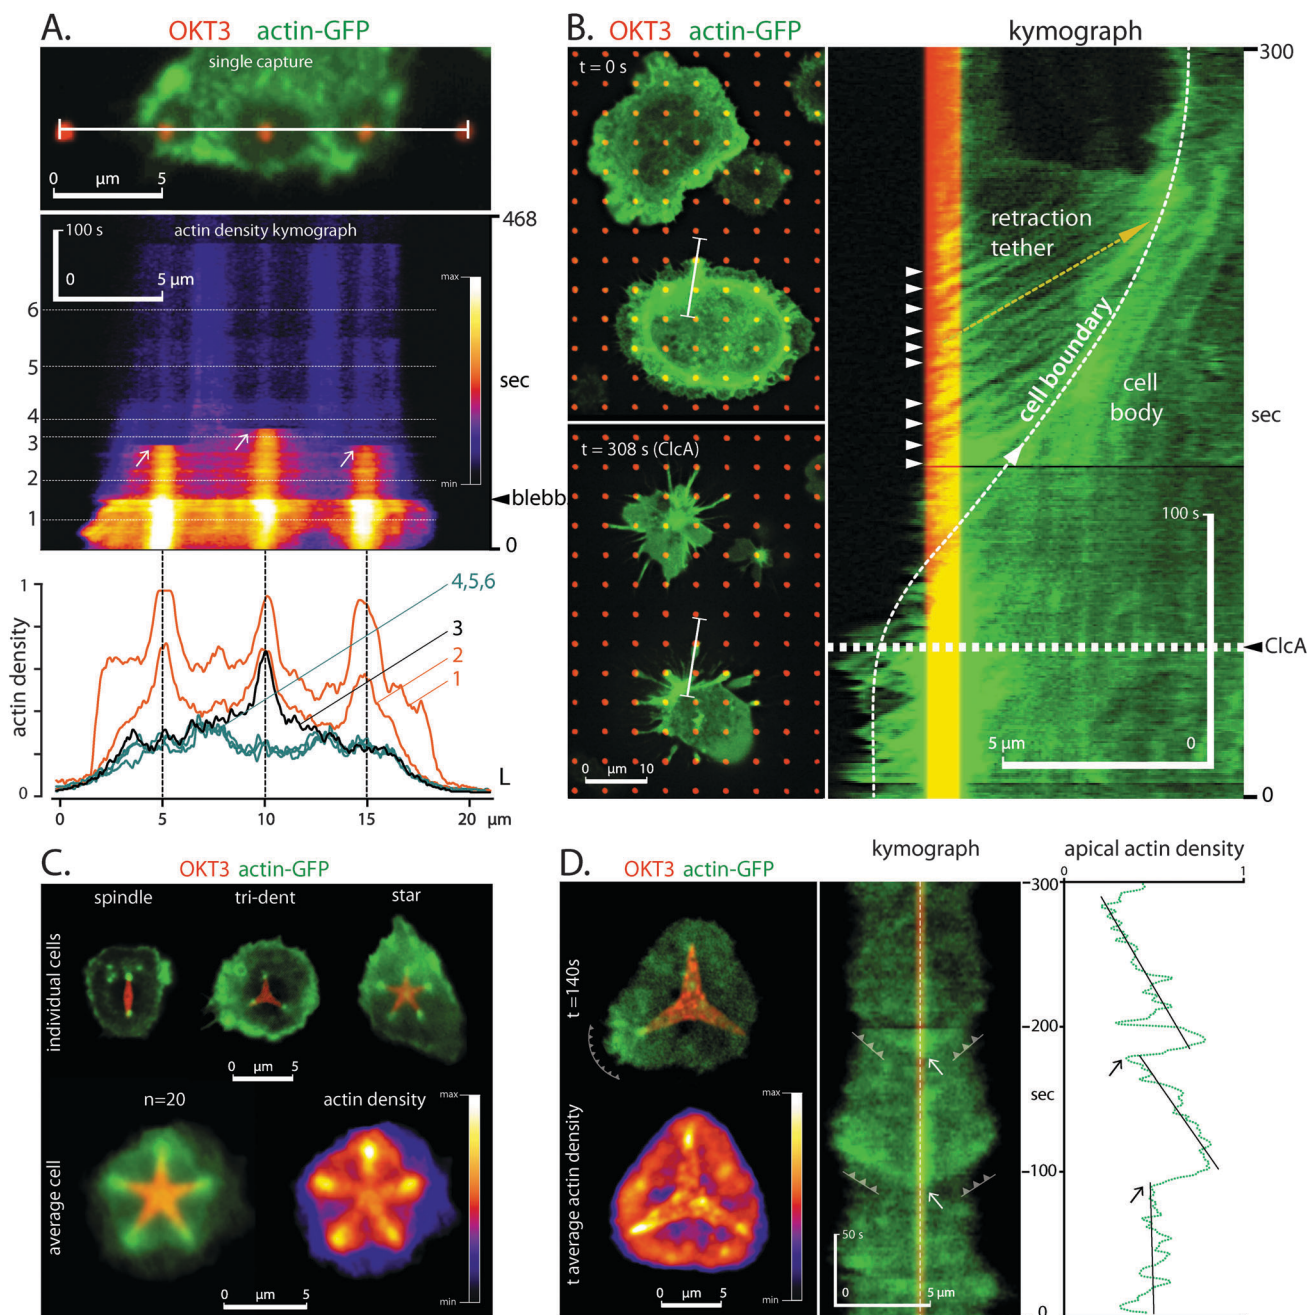 A.
OKT3 actin-GFP
single capture
0 μm 5
468
100 s
actin density kymograph
0 5 μm
max
min
6
5
4
3
2
1
sec
blebb.
0
1
actin density
0
4,5,6
3
2
1
L
0 5 10 15 20 μm
B.
OKT3 actin-GFP
kymograph
t = 0 s
t = 308 s (ClcA)
0 μm 10
300
retraction
tether
cell boundary
cell
body
sec
100 s
ClcA
5 μm 0
0
C.
OKT3 actin-GFP
spindle tri-dent star
individual cells
0 μm 5
n=20 actin density
average cell
max
min
0 μm 5
D.
OKT3 actin-GFP
kymograph
apical actin density
t =140s
t average actin density
max
min
0 μm 5
50 s
0 5 μm
0 1
300
200
sec
100
0